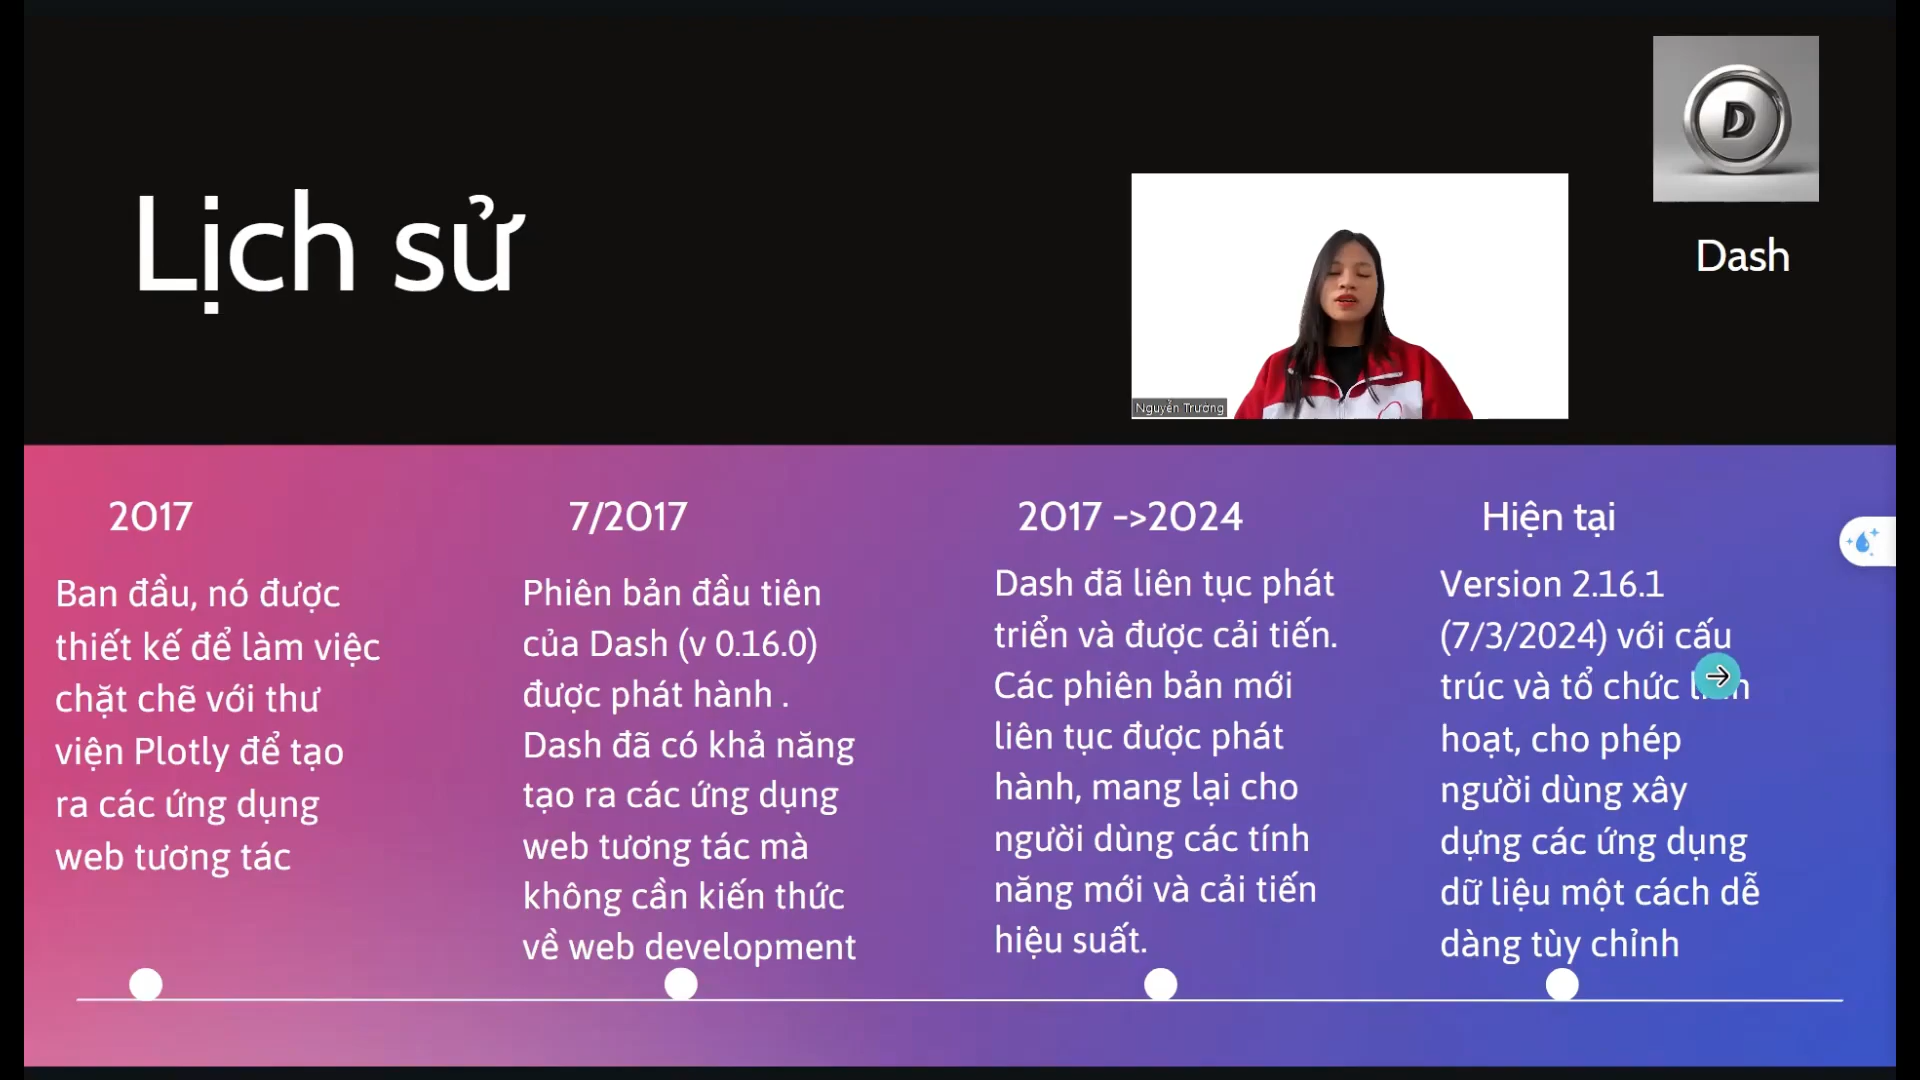 D
Dash
Lịch sử
Nguyễn Trường
2017
Ban đầu, nó được
thiết kế để làm việc
chặt chẽ với thư
viện Plotly để tạo
ra các ứng dụng
web tương tác
7/2017
Phiên bản đầu tiên
của Dash (v 0.16.0)
được phát hành .
Dash đã có khả năng
tạo ra các ứng dụng
web tương tác mà
không cần kiến thức
về web development
2017 ->2024
Dash đã liên tục phát
triển và được cải tiến.
Các phiên bản mới
liên tục được phát
hành, mang lại cho
người dùng các tính
năng mới và cải tiến
hiệu suất.
Hiện tại
Version 2.16.1
(7/3/2024) với cấu
trúc và tổ chức
hoạt, cho phép
người dùng xây
dựng các ứng dụng
dữ liệu một cách dễ
dàng tùy chỉnh